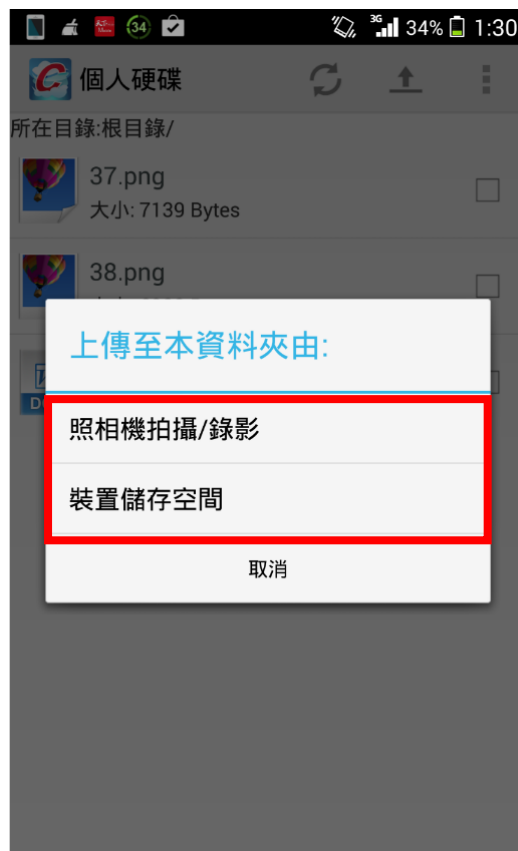 34 3G 34% 1:30
個人硬碟
所在目錄:根目錄/
37.png
大小: 7139 Bytes
38.png
上傳至本資料夾由:
照相機拍攝/錄影
裝置儲存空間
取消